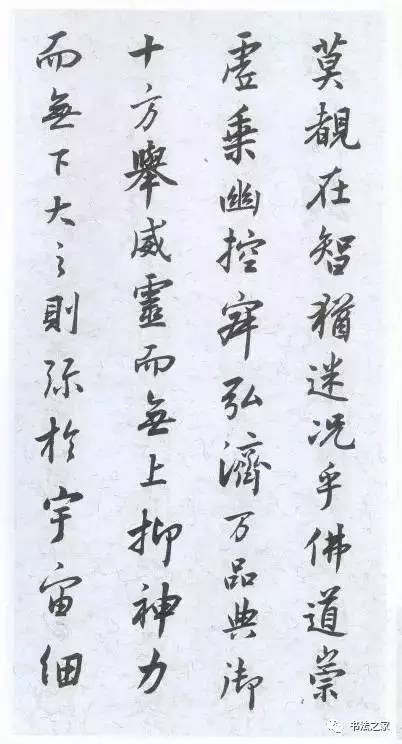 莫覩在智猶迷况乎佛道崇
虚乗幽控寂弘濟万品典御
十方舉威靈而無上抑神力
而無下大之則弥於宇宙細
书法之家